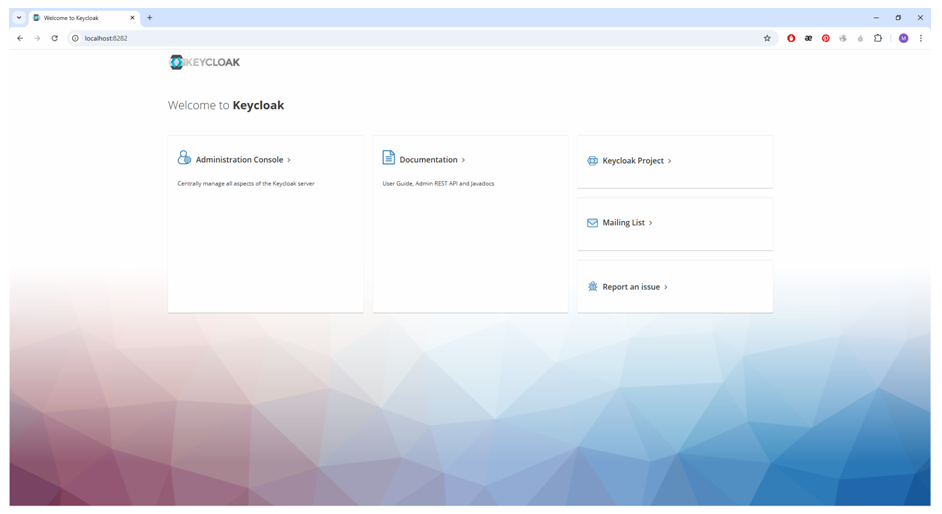 Welcome to Keycloak
localhost:8282
M
KEYCLOAK
Welcome to Keycloak
Administration Console
Centrally manage all aspects of the Keycloak server
Documentation
User Guide, Admin REST API and Javadocs
Keycloak Project
Mailing List
Report an issue